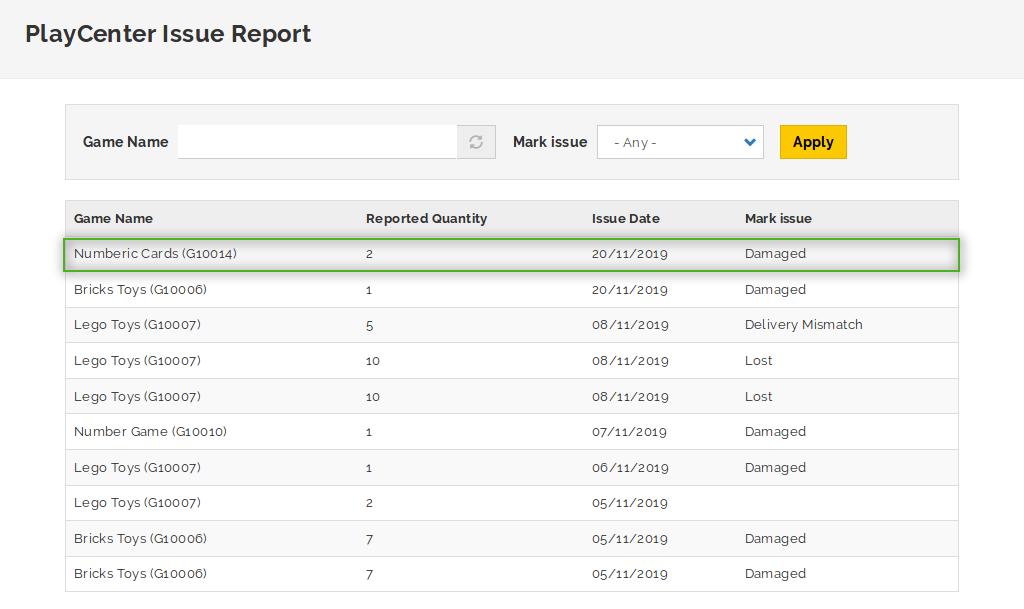 PlayCenter Issue Report
Game Name Mark issue - Any - Apply
Game Name Reported Quantity Issue Date Mark issue
Numberic Cards (G10014) 2 20/11/2019 Damaged
Bricks Toys (G10006) 1 20/11/2019 Damaged
Lego Toys (G10007) 5 08/11/2019 Delivery Mismatch
Lego Toys (G10007) 10 08/11/2019 Lost
Lego Toys (G10007) 10 08/11/2019 Lost
Number Game (G10010) 1 07/11/2019 Damaged
Lego Toys (G10007) 1 06/11/2019 Damaged
Lego Toys (G10007) 2 05/11/2019
Bricks Toys (G10006) 7 05/11/2019 Damaged
Bricks Toys (G10006) 7 05/11/2019 Damaged